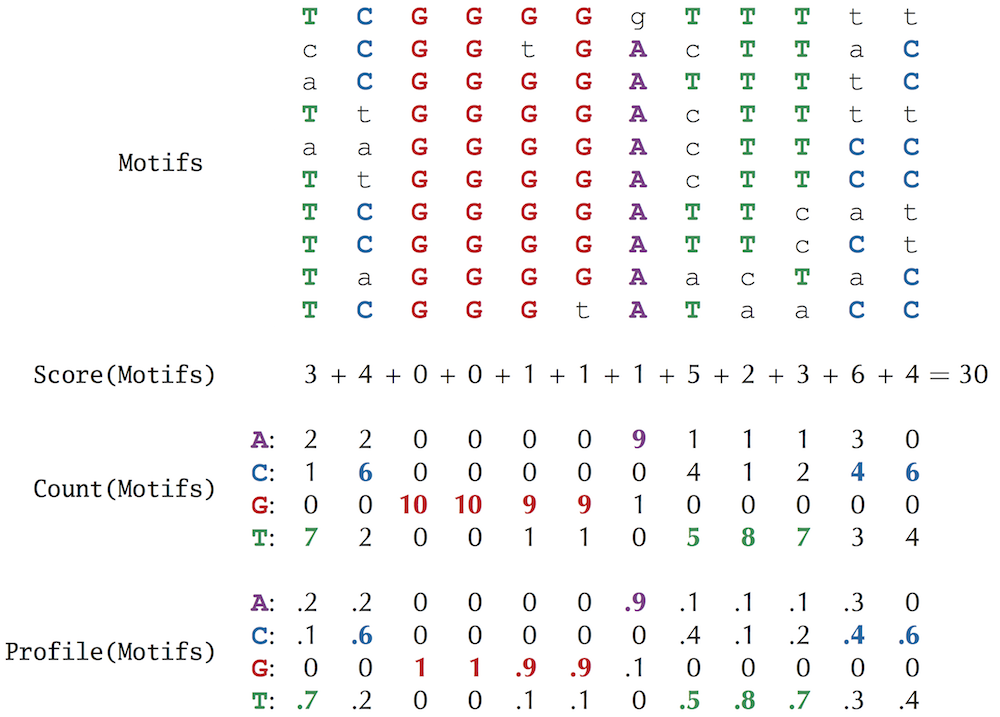 T C G G G G g T T T t t
c C G G t G A c T T a C
a C G G G G A T T T t C
T t G G G G A c T T t t
Motifs
a a G G G G A c T T C C
T t G G G G A c T T C C
T C G G G G A T T c a t
T C G G G G A T T c C t
T a G G G G A a c T a C
T C G G G t A T a a C C
Score(Motifs) 3 + 4 + 0 + 0 + 1 + 1 + 1 + 5 + 2 + 3 + 6 + 4 = 30
A: 2 2 0 0 0 0 9 1 1 1 3 0
C: 1 6 0 0 0 0 0 4 1 2 4 6
Count(Motifs)
G: 0 0 10 10 9 9 1 0 0 0 0 0
T: 7 2 0 0 1 1 0 5 8 7 3 4
A: .2 .2 0 0 0 0 .9 .1 .1 .1 .3 0
C: .1 .6 0 0 0 0 0 .4 .1 .2 .4 .6
Profile(Motifs)
G: 0 0 1 1 .9 .9 .1 0 0 0 0 0
T: .7 .2 0 0 .1 .1 0 .5 .8 .7 .3 .4